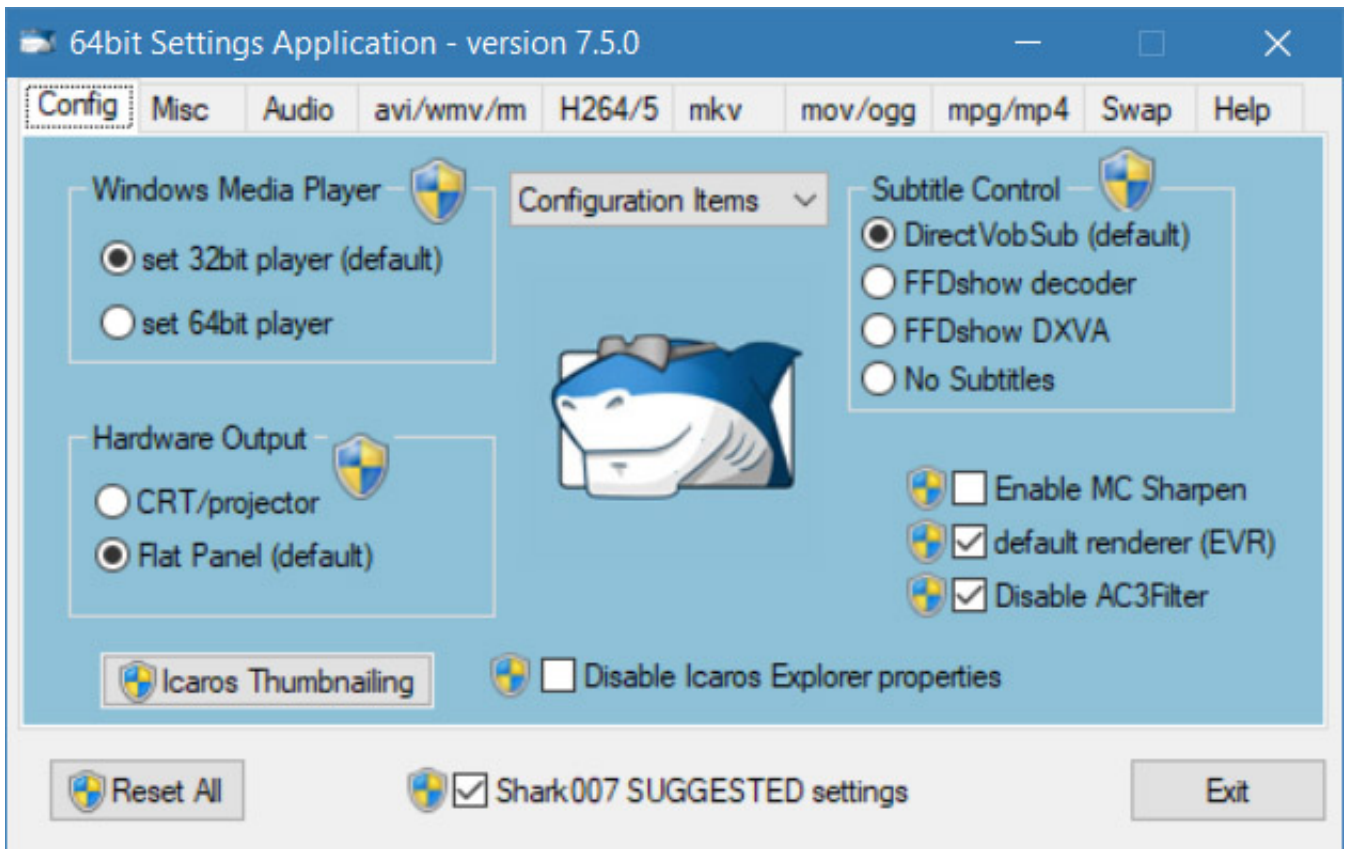 64bit Settings Application - version 7.5.0
Config Misc Audio avi/wmv/rm H264/5 mkv mov/ogg mpg/mp4 Swap Help
Windows Media Player
set 32bit player (default)
set 64bit player
Configuration Items
Subtitle Control
DirectVobSub (default)
FFDshow decoder
FFDshow DXVA
No Subtitles
Hardware Output
CRT/projector
Flat Panel (default)
Enable MC Sharpen
default renderer (EVR)
Disable AC3Filter
Icaros Thumbnailing
Disable Icaros Explorer properties
Reset All
Shark007 SUGGESTED settings
Exit